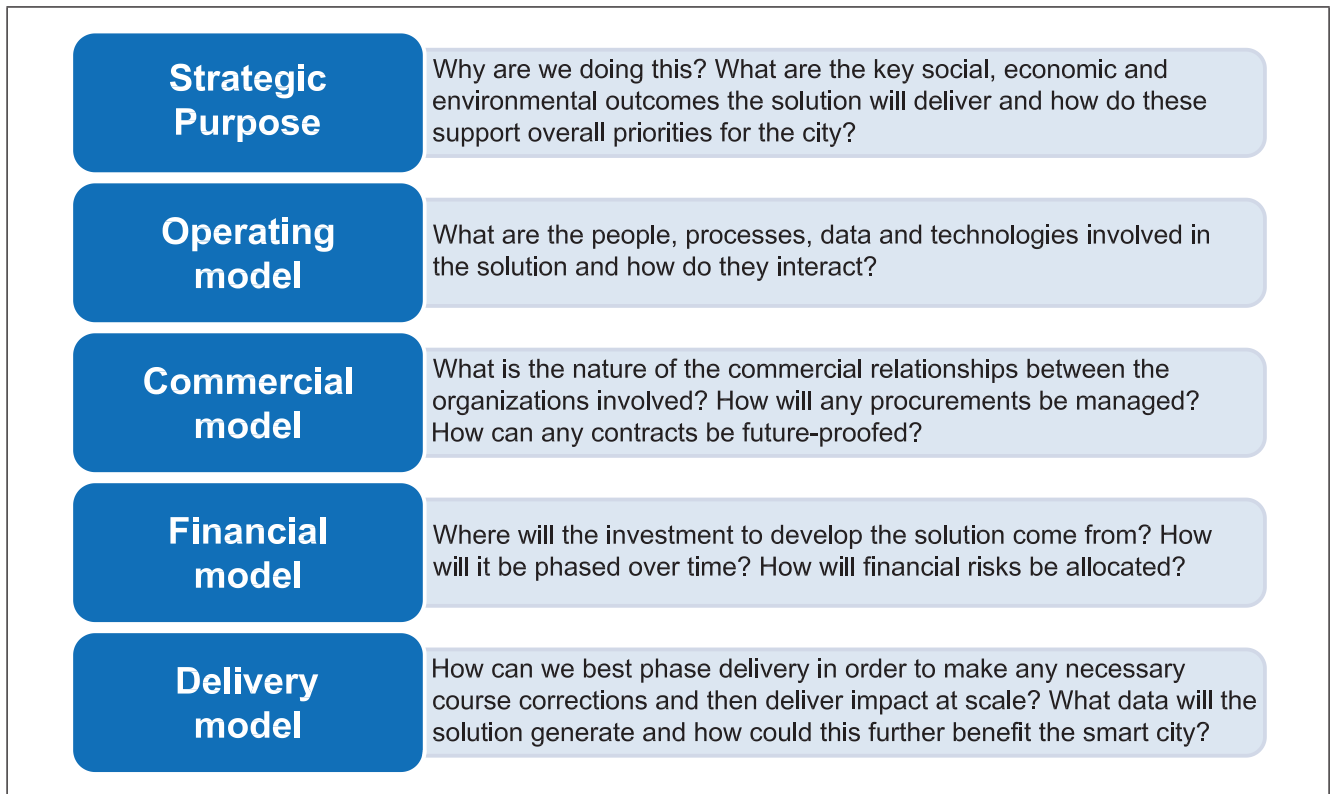 Strategic
Purpose
Why are we doing this? What are the key social, economic and
environmental outcomes the solution will deliver and how do these
support overall priorities for the city?
Operating
model
What are the people, processes, data and technologies involved in
the solution and how do they interact?
Commercial
model
What is the nature of the commercial relationships between the
organizations involved? How will any procurements be managed?
How can any contracts be future-proofed?
Financial
model
Where will the investment to develop the solution come from? How
will it be phased over time? How will financial risks be allocated?
Delivery
model
How can we best phase delivery in order to make any necessary
course corrections and then deliver impact at scale? What data will the
solution generate and how could this further benefit the smart city?